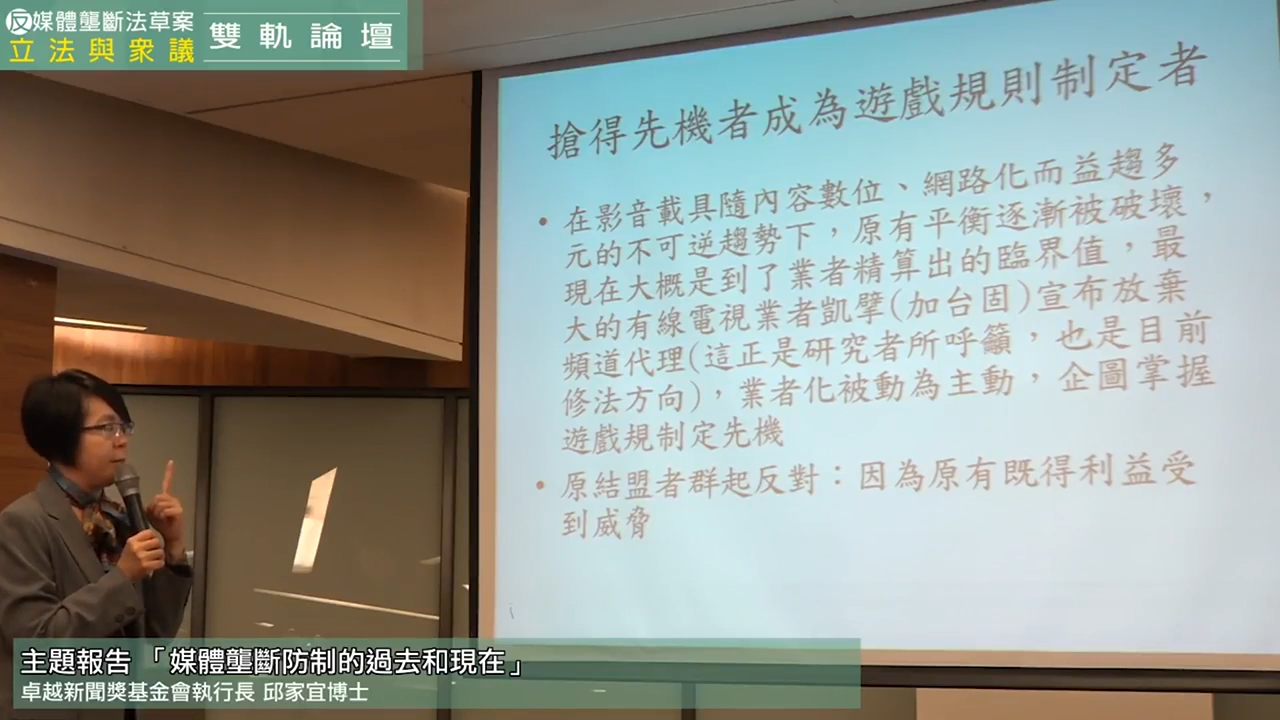 反媒體壟斷法草案
立法與眾議
雙軌論壇
搶得先機者成為遊戲規則制定者
• 在影音載具隨內容數位、網路化而益趨多
元的不可逆趨勢下，原有平衡逐漸被破壞，
現在大概是到了業者精算出的臨界值，最
大的有線電視業者凱擘(加台固)宣布放棄
頻道代理(這正是研究者所呼籲，也是目前
修法方向)，業者化被動為主動，企圖掌握
遊戲規制定先機
• 原結盟者群起反對：因為原有既得利益受
到威脅
主題報告「媒體壟斷防制的過去和現在」
卓越新聞獎基金會執行長 邱家宜博士